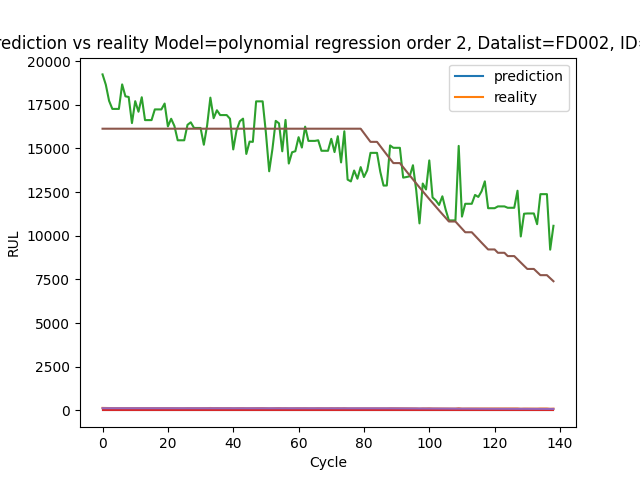 rediction vs reality Model=polynomial regression order 2, Datalist=FD002, ID=
20000
17500
15000
12500
10000
7500
5000
2500
0
RUL
prediction
reality
0 20 40 60 80 100 120 140
Cycle